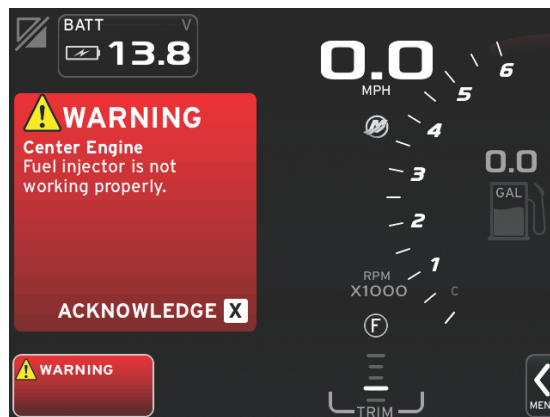 BATT V
13.8
WARNING
Center Engine
Fuel injector is not
working properly.
ACKNOWLEDGE X
WARNING
0.0
MPH
6
5
4
3
2
1
RPM
X1000
C
F
TRIM
0.0
GAL
MEN